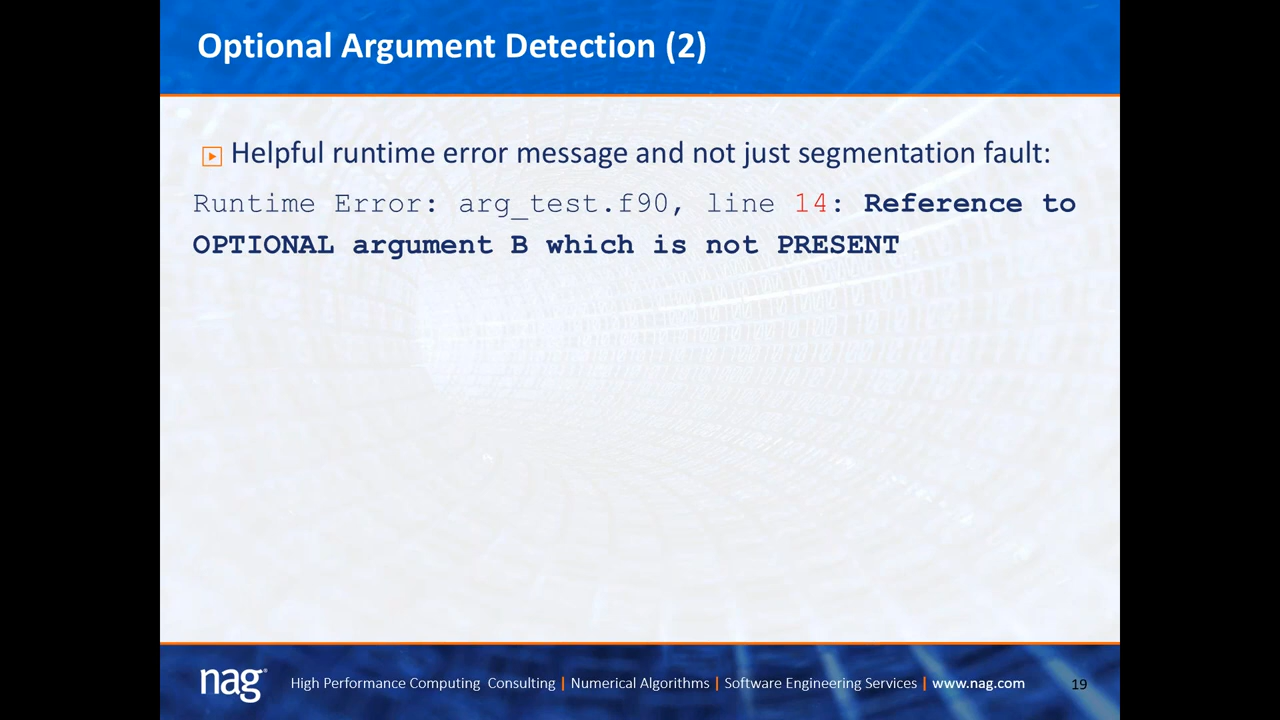 Optional Argument Detection (2)
Helpful runtime error message and not just segmentation fault:
Runtime Error: arg_test.f90, line 14: Reference to
OPTIONAL argument B which is not PRESENT
nag®
High Performance Computing Consulting | Numerical Algorithms | Software Engineering Services | www.nag.com
19